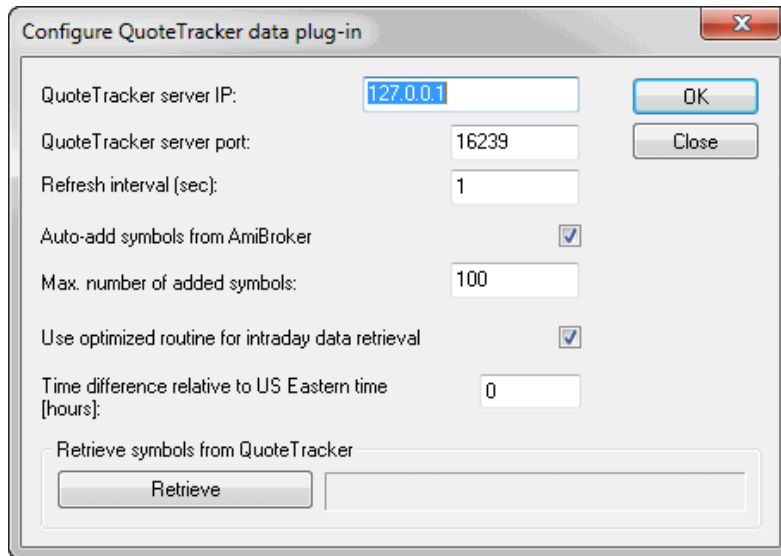 Configure QuoteTracker data plug-in
QuoteTracker server IP: 127.0.0.1 OK
QuoteTracker server port: 16239 Close
Refresh interval (sec): 1
Auto-add symbols from AmiBroker
Max. number of added symbols: 100
Use optimized routine for intraday data retrieval
Time difference relative to US Eastern time
[hours]: 0
Retrieve symbols from QuoteTracker
Retrieve